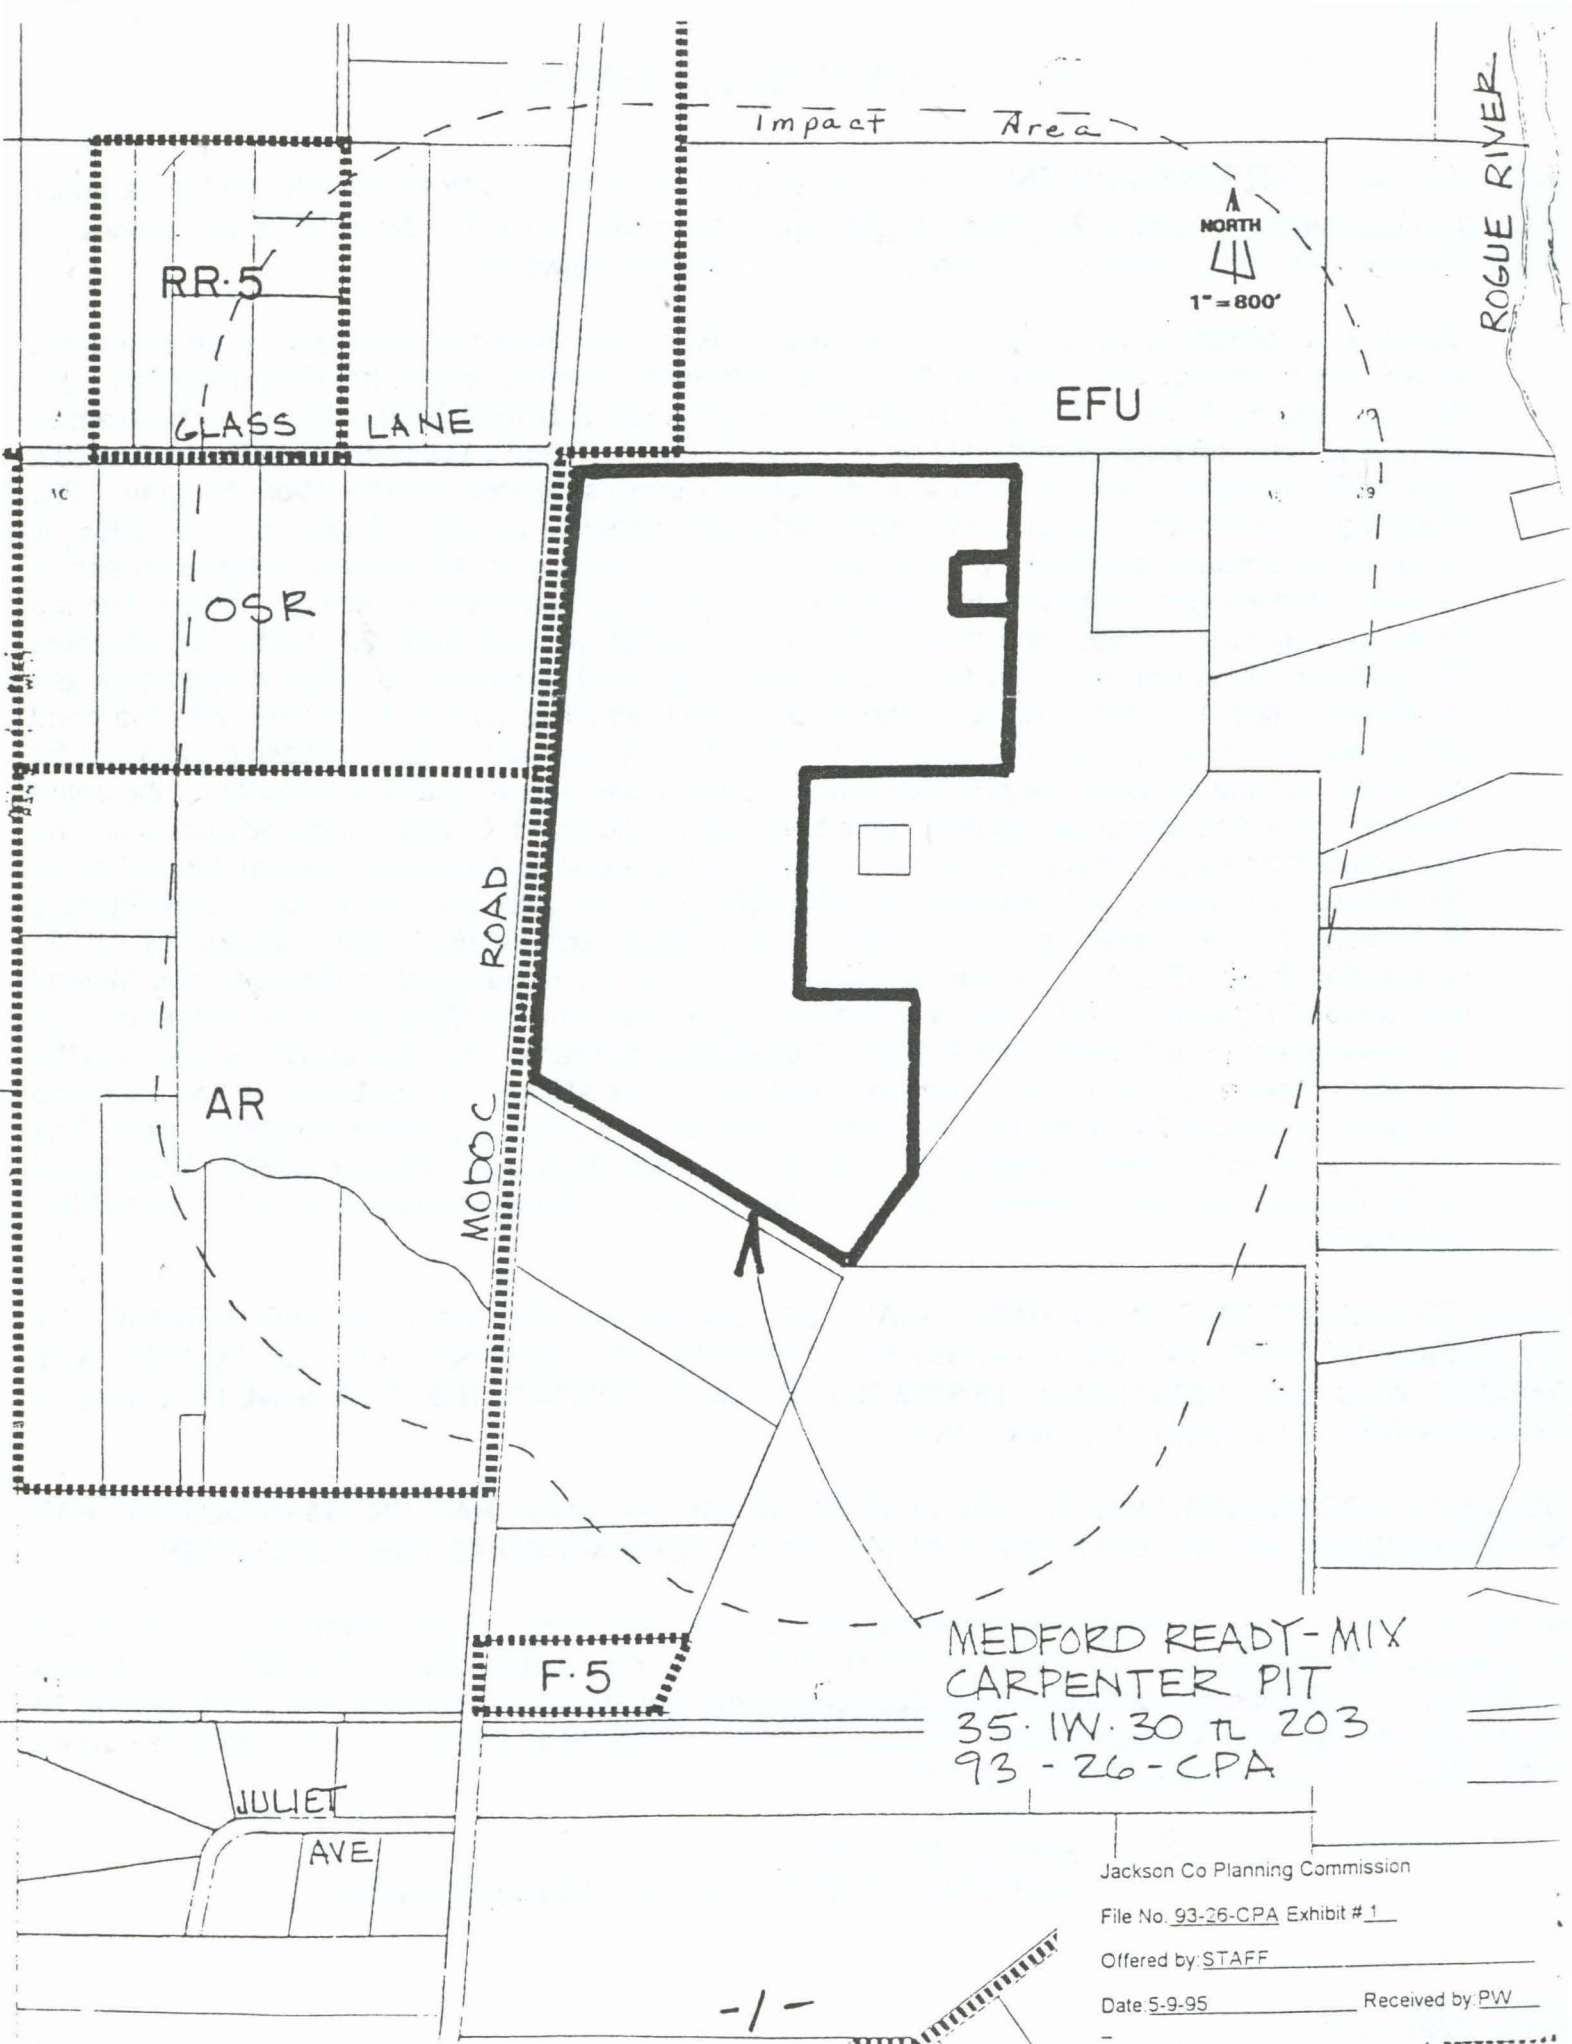 Impact Area
ROGUE RIVER
NORTH
1" = 800'
RR·5
EFU
GLASS LANE
29
OSR
MODOC ROAD
AR
F·5
MEDFORD READY-MIX
CARPENTER PIT
35·1W·30 TL 203
93-26-CPA
JULIET
AVE
Jackson Co Planning Commission
File No. 93-26-CPA Exhibit # 1
Offered by: STAFF
Date: 5-9-95 Received by: PW
-1-